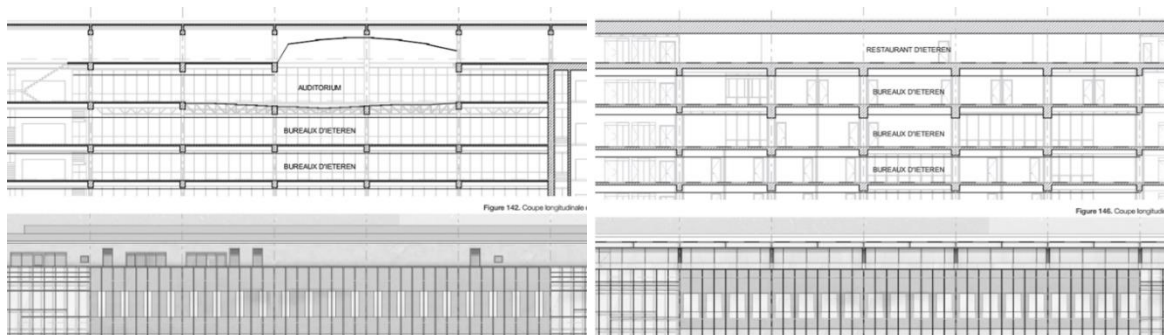 AUDITORIUM
BUREAUX D'IETEREN
BUREAUX D'IETEREN
Figure 142. Coupe longitudinale
RESTAURANT D'IETEREN
BUREAUX D'IETEREN
BUREAUX D'IETEREN
BUREAUX D'IETEREN
Figure 146. Coupe longitudi